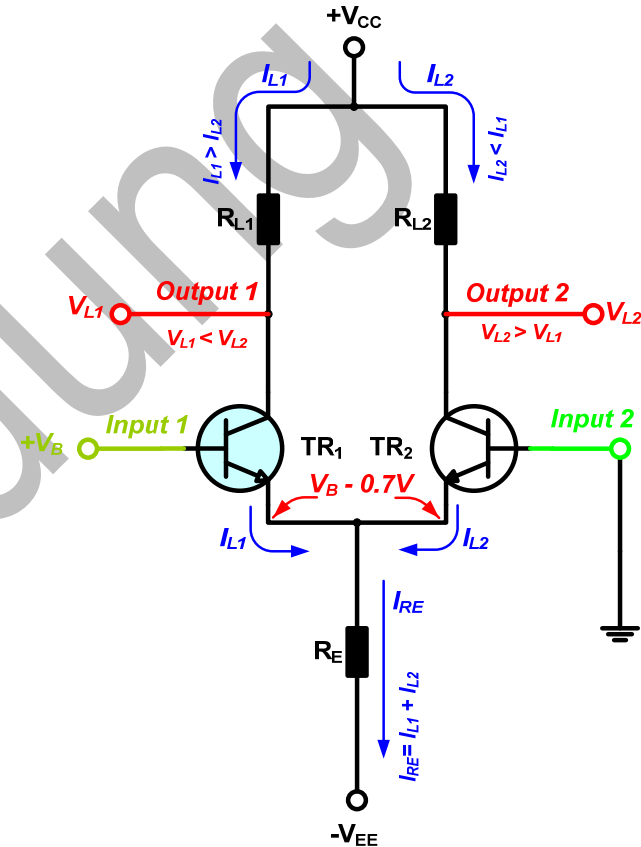 +VCC
IL1
IL2
IL1 > IL2
IL2 < IL1
RL1
RL2
Output 1
Output 2
VL1
VL2
VL1 < VL2
VL2 > VL1
Input 1
Input 2
+VB
TR1
TR2
VB - 0.7V
IL1
IL2
IRE
RE
IRE= IL1 + IL2
-VEE
ung